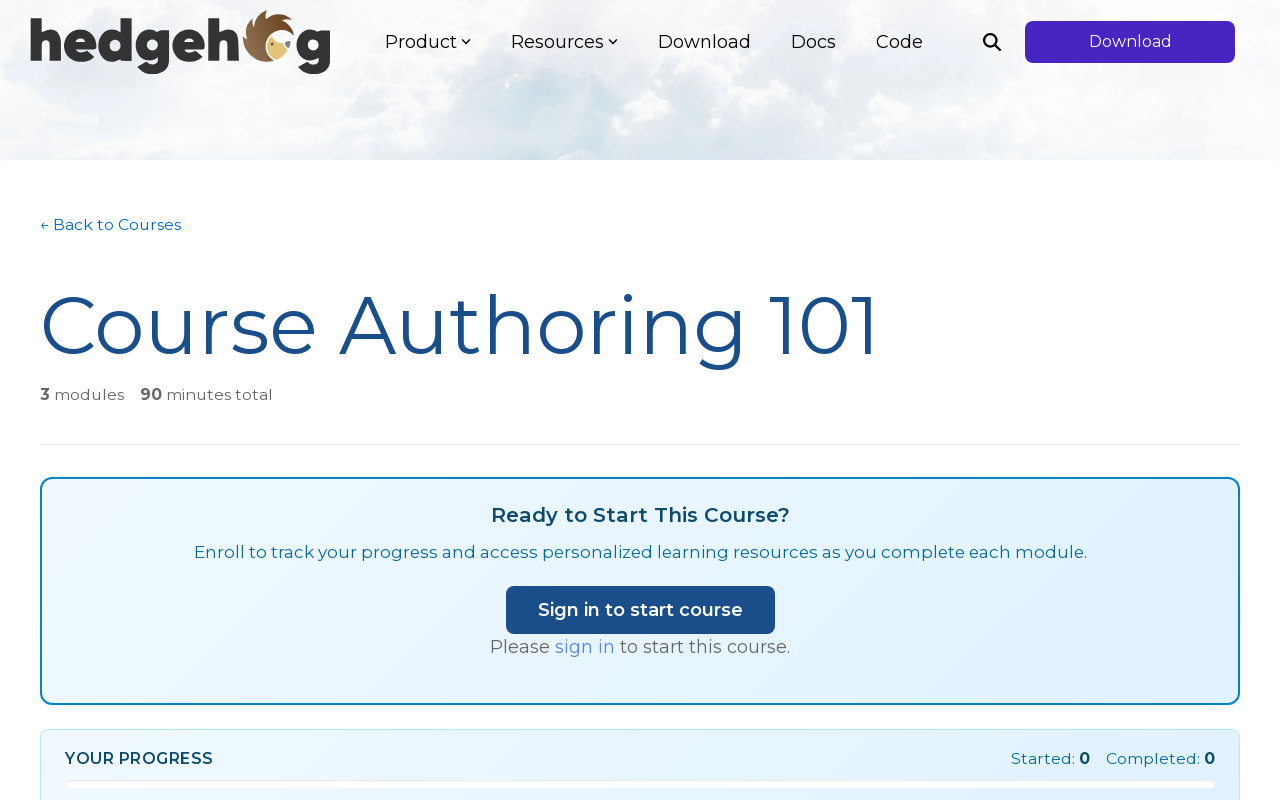 hedgehog
Product
Resources
Download
Docs
Code
Download
← Back to Courses
Course Authoring 101
3 modules 90 minutes total
Ready to Start This Course?
Enroll to track your progress and access personalized learning resources as you complete each module.
Sign in to start course
Please sign in to start this course.
YOUR PROGRESS
Started: 0 Completed: 0